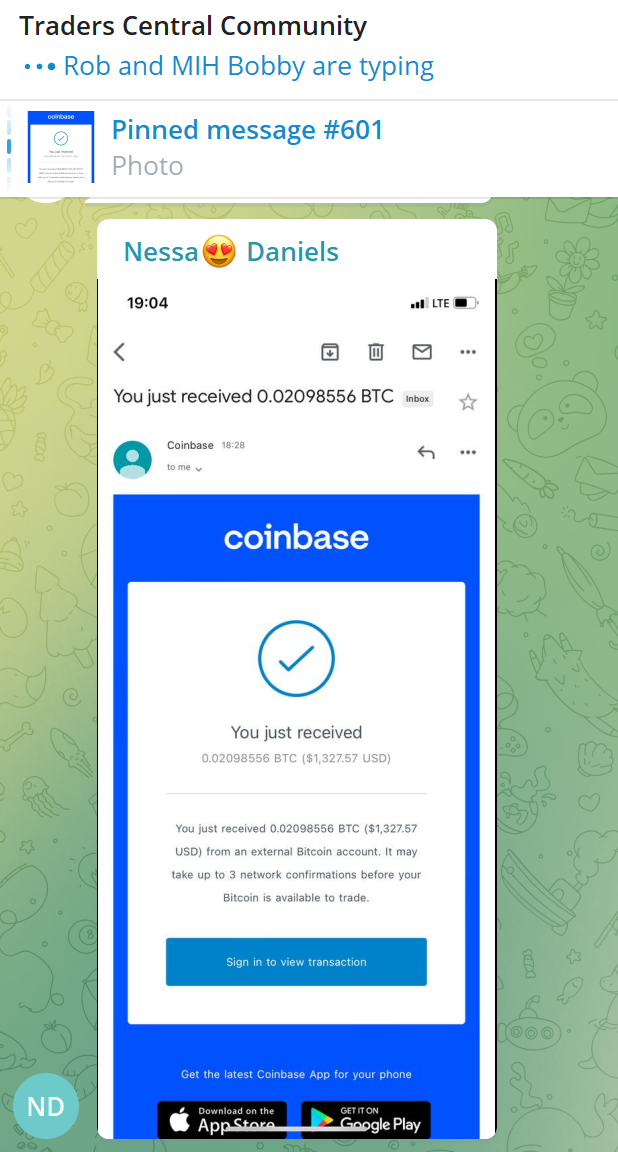 Traders Central Community
Rob and MIH Bobby are typing
coinbase
You just received
Pinned message #601
Photo
Nessa😍 Daniels
19:04
LTE
You just received 0.02098556 BTC Inbox
Coinbase 18:28
to me
coinbase
You just received
0.02098556 BTC ($1,327.57 USD)
You just received 0.02098556 BTC ($1,327.57
USD) from an external Bitcoin account. It may
take up to 3 network confirmations before your
Bitcoin is available to trade.
Sign in to view transaction
Get the latest Coinbase App for your phone
Download on the
App Store
GET IT ON
Google Play
ND